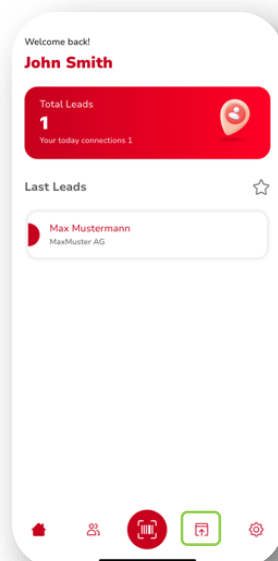 Welcome back!
John Smith
Total Leads
1
Your today connections 1
Last Leads
Max Mustermann
MaxMuster AG